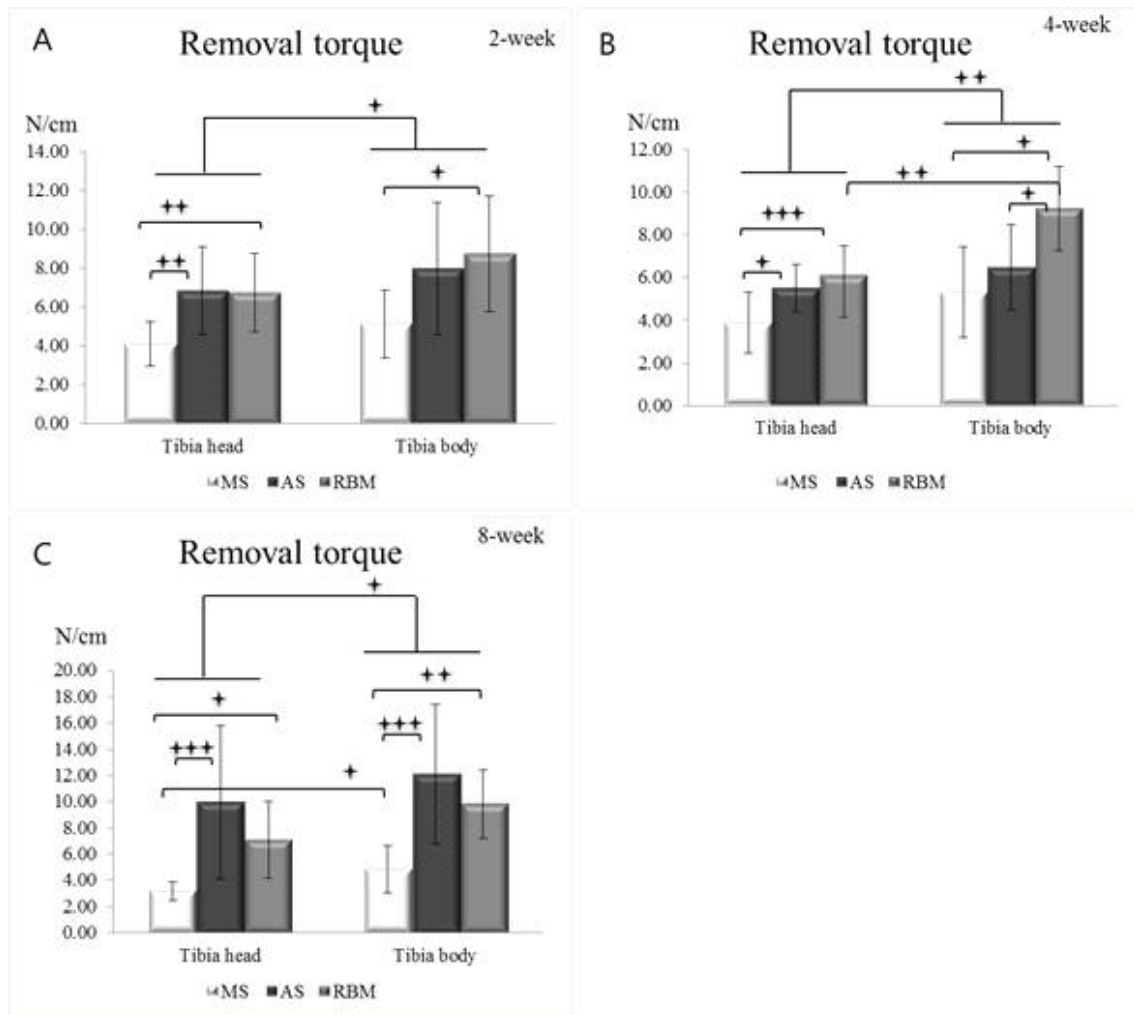 A
Removal torque
2-week
N/cm
14.00
12.00
10.00
8.00
6.00
4.00
2.00
0.00
+
++
++
+
Tibia head
Tibia body
MS AS RBM
B
Removal torque
4-week
N/cm
12.00
10.00
8.00
6.00
4.00
2.00
0.00
++
+
++
+
+++
+
Tibia head
Tibia body
MS AS RBM
C
Removal torque
8-week
N/cm
20.00
18.00
16.00
14.00
12.00
10.00
8.00
6.00
4.00
2.00
0.00
+
++
+
+++
+++
+
Tibia head
Tibia body
MS AS RBM